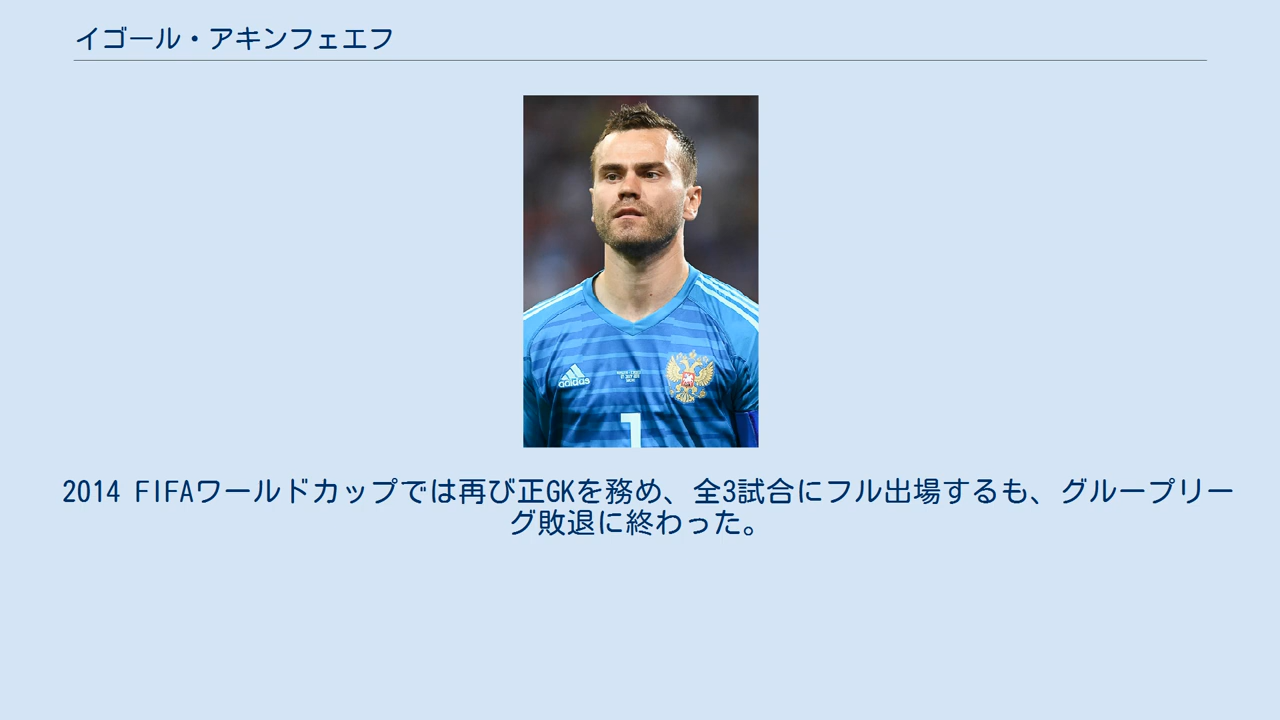 イゴール・アキンフェエフ
adidas
1
2014 FIFAワールドカップでは再び正GKを務め、全3試合にフル出場するも、グループリー
グ敗退に終わった。